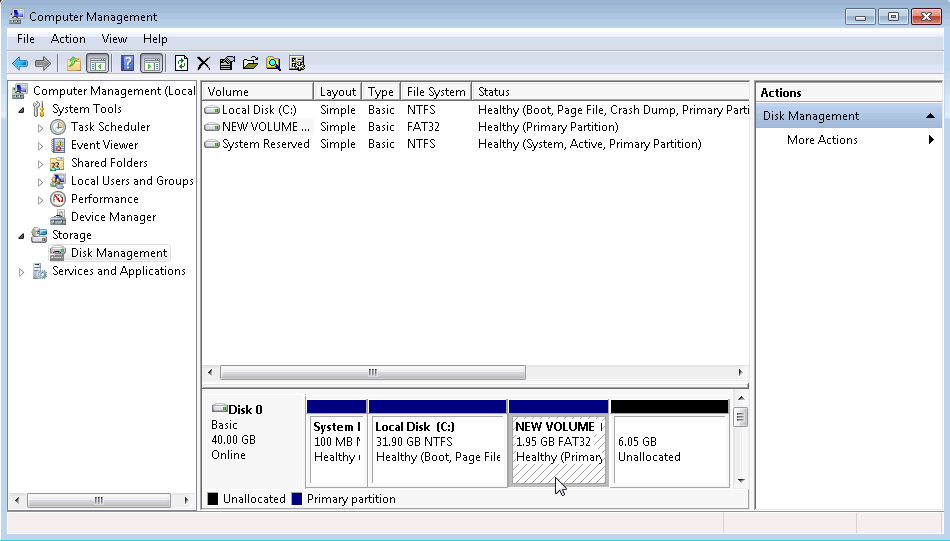 Computer Management
File Action View Help
Computer Management (Local
System Tools
Task Scheduler
Event Viewer
Shared Folders
Local Users and Groups
Performance
Device Manager
Storage
Disk Management
Services and Applications
Volume Layout Type File System Status
Local Disk (C:) Simple Basic NTFS Healthy (Boot, Page File, Crash Dump, Primary Parti
NEW VOLUME ... Simple Basic FAT32 Healthy (Primary Partition)
System Reserved Simple Basic NTFS Healthy (System, Active, Primary Partition)
Disk 0
Basic
40.00 GB
Online
System
100 MB
Healthy
Local Disk (C:)
31.90 GB NTFS
Healthy (Boot, Page File
NEW VOLUME
1.95 GB FAT32
Healthy (Primary
6.05 GB
Unallocated
Unallocated Primary partition
Actions
Disk Management
More Actions